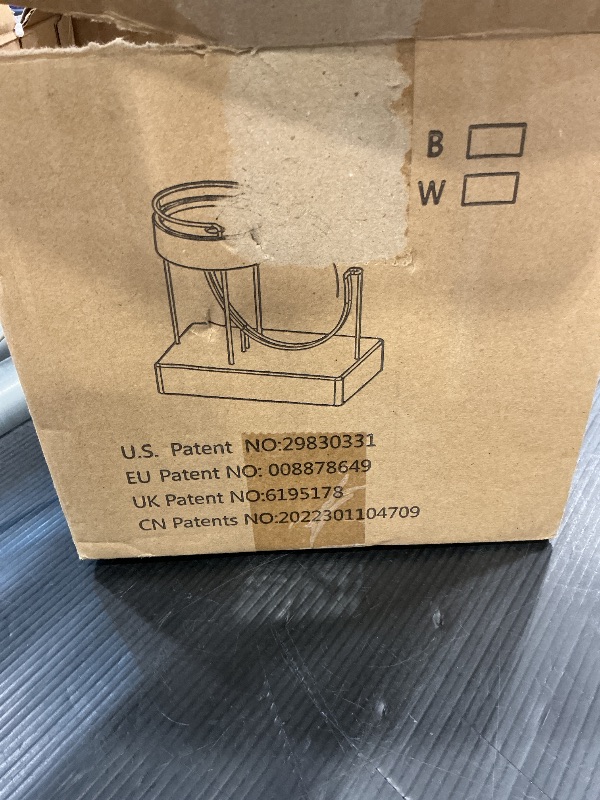 B
W
U.S. Patent NO:29830331
EU Patent NO: 008878649
UK Patent NO:6195178
CN Patents NO:2022301104709